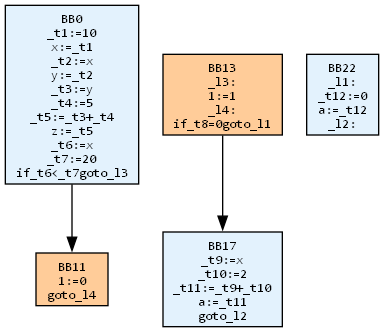 BB0
_t1:=10
x:=_t1
_t2:=x
y:=_t2
_t3:=y
_t4:=5
_t5:=_t3+_t4
z:=_t5
_t6:=x
_t7:=20
if_t6<_t7goto_l3
BB13
_l3:
1:=1
_l4:
if_t8=0goto_l1
BB22
_l1:
_t12:=0
a:=_t12
_l2:
BB11
1:=0
goto_l4
BB17
_t9:=x
_t10:=2
_t11:=_t9+_t10
a:=_t11
goto_l2